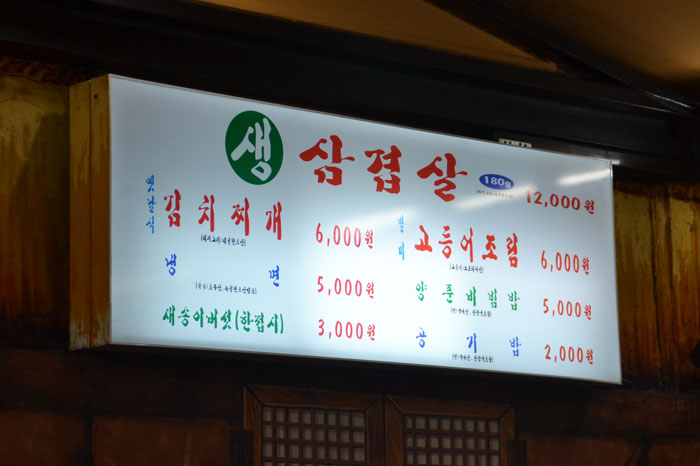 생 삼겹살 180g 12,000원
옛날식 김치찌개 6,000원
별미 고등어조림 6,000원
냉면 5,000원
양푼비빔밥 5,000원
새송이버섯(한접시) 3,000원
공기밥 2,000원